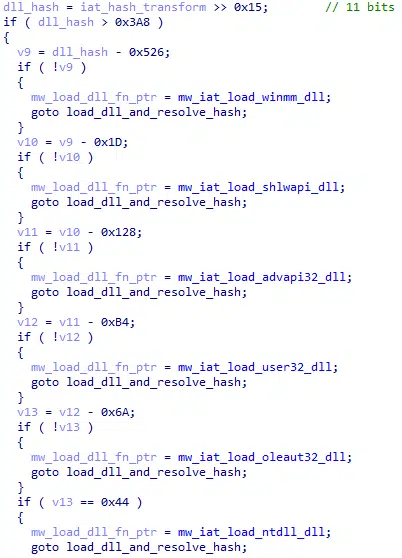 dll_hash = iat_hash_transform >> 0x15;        // 11 bits
if ( dll_hash > 0x3A8 )
{
  v9 = dll_hash - 0x526;
  if ( !v9 )
  {
    mw_load_dll_fn_ptr = mw_iat_load_winmm_dll;
    goto load_dll_and_resolve_hash;
  }
  v10 = v9 - 0x1D;
  if ( !v10 )
  {
    mw_load_dll_fn_ptr = mw_iat_load_shlwapi_dll;
    goto load_dll_and_resolve_hash;
  }
  v11 = v10 - 0x128;
  if ( !v11 )
  {
    mw_load_dll_fn_ptr = mw_iat_load_advapi32_dll;
    goto load_dll_and_resolve_hash;
  }
  v12 = v11 - 0xB4;
  if ( !v12 )
  {
    mw_load_dll_fn_ptr = mw_iat_load_user32_dll;
    goto load_dll_and_resolve_hash;
  }
  v13 = v12 - 0x6A;
  if ( !v13 )
  {
    mw_load_dll_fn_ptr = mw_iat_load_oleaut32_dll;
    goto load_dll_and_resolve_hash;
  }
  if ( v13 == 0x44 )
  {
    mw_load_dll_fn_ptr = mw_iat_load_ntdll_dll;
    goto load_dll_and_resolve_hash;